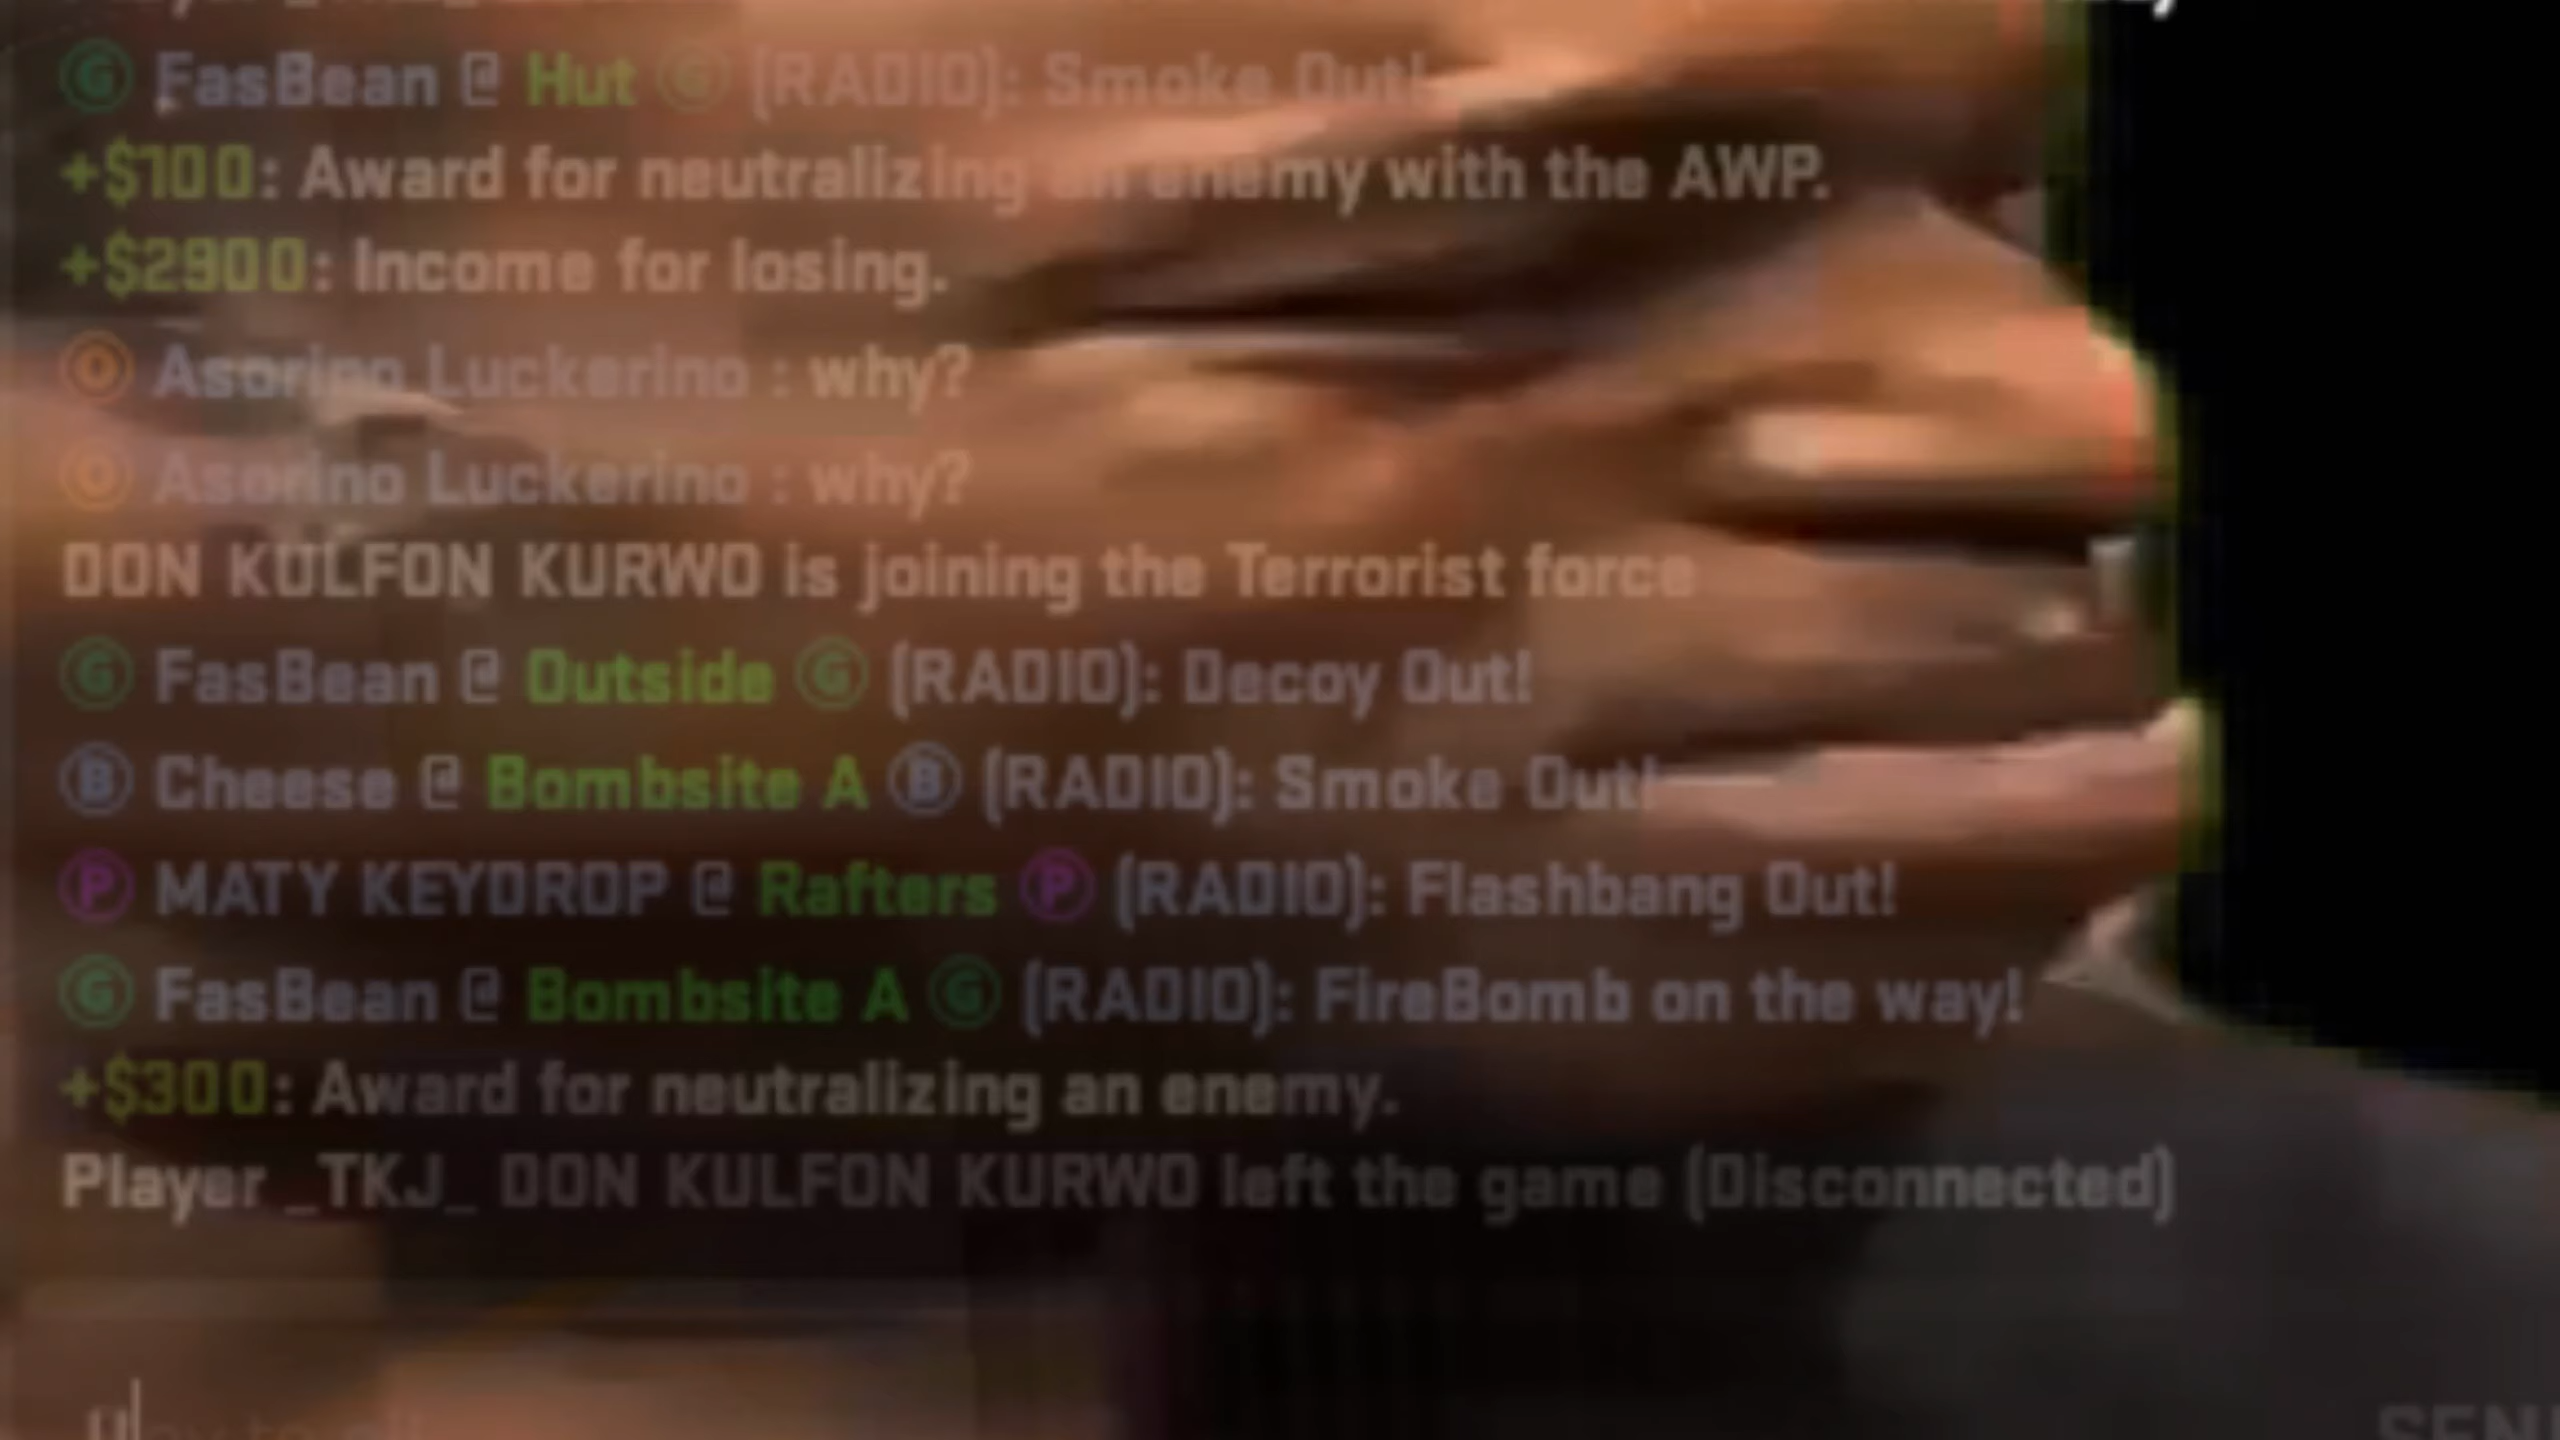 G FasBean @ Hut G (RADIO): Smoke Out!
+$100: Award for neutralizing an enemy with the AWP.
+$2900: Income for losing.
O Asorino Luckerino : why?
O Asorino Luckerino : why?
DON KULFON KURWO is joining the Terrorist force
G FasBean @ Outside G (RADIO): Decoy Out!
B Cheese @ Bombsite A B (RADIO): Smoke Out!
P MATY KEYDROP @ Rafters P (RADIO): Flashbang Out!
G FasBean @ Bombsite A G (RADIO): FireBomb on the way!
+$300: Award for neutralizing an enemy.
Player _TKJ_ DON KULFON KURWO left the game (Disconnected)